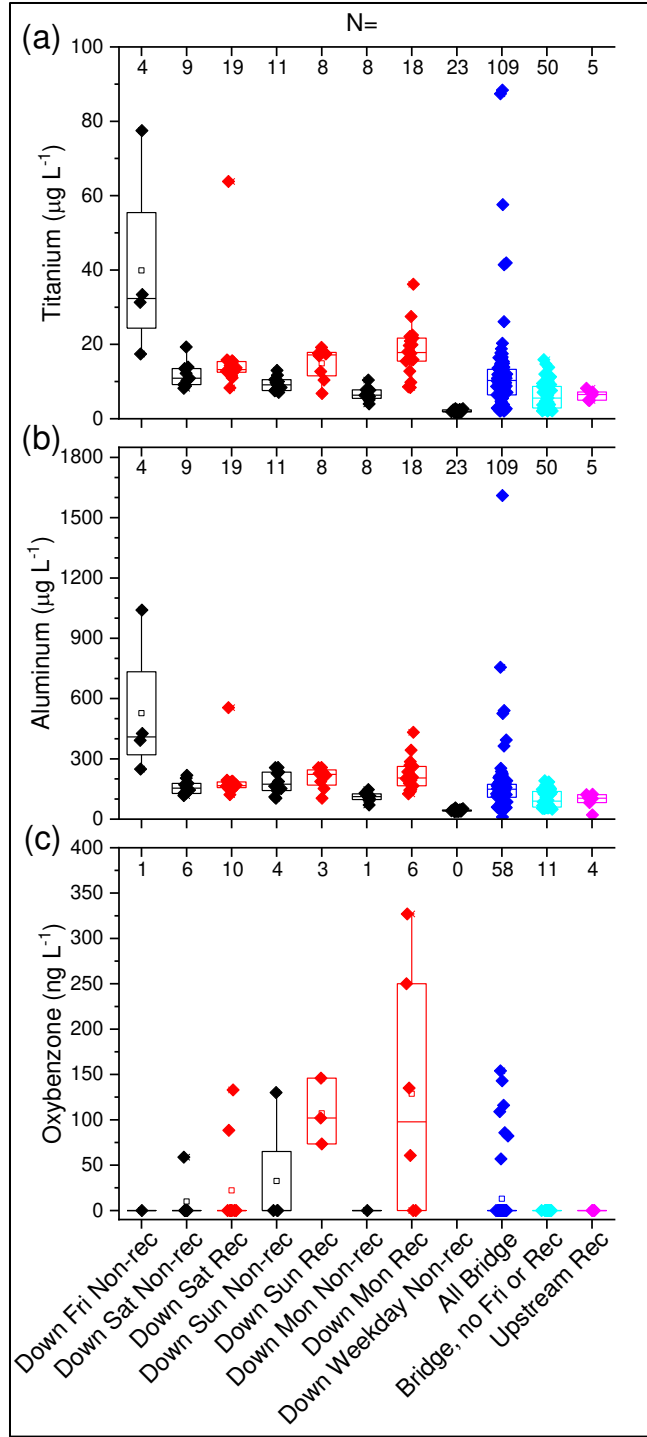 (a)
N=
4 9 19 11 8 8 18 23 109 50 5
100
80
60
40
20
0
Titanium (µg L⁻¹)
(b)
4 9 19 11 8 8 18 23 109 50 5
1800
1500
1200
900
600
300
0
Aluminum (µg L⁻¹)
(c)
1 6 10 4 3 1 6 0 58 11 4
400
350
300
250
200
150
100
50
0
Oxybenzone (ng L⁻¹)
Down Fri Non-rec
Down Sat Non-rec
Down Sat Rec
Down Sun Non-rec
Down Sun Rec
Down Mon Non-rec
Down Mon Rec
Down Weekday Non-rec
All Bridge
Bridge, no Fri or Rec
Upstream Rec